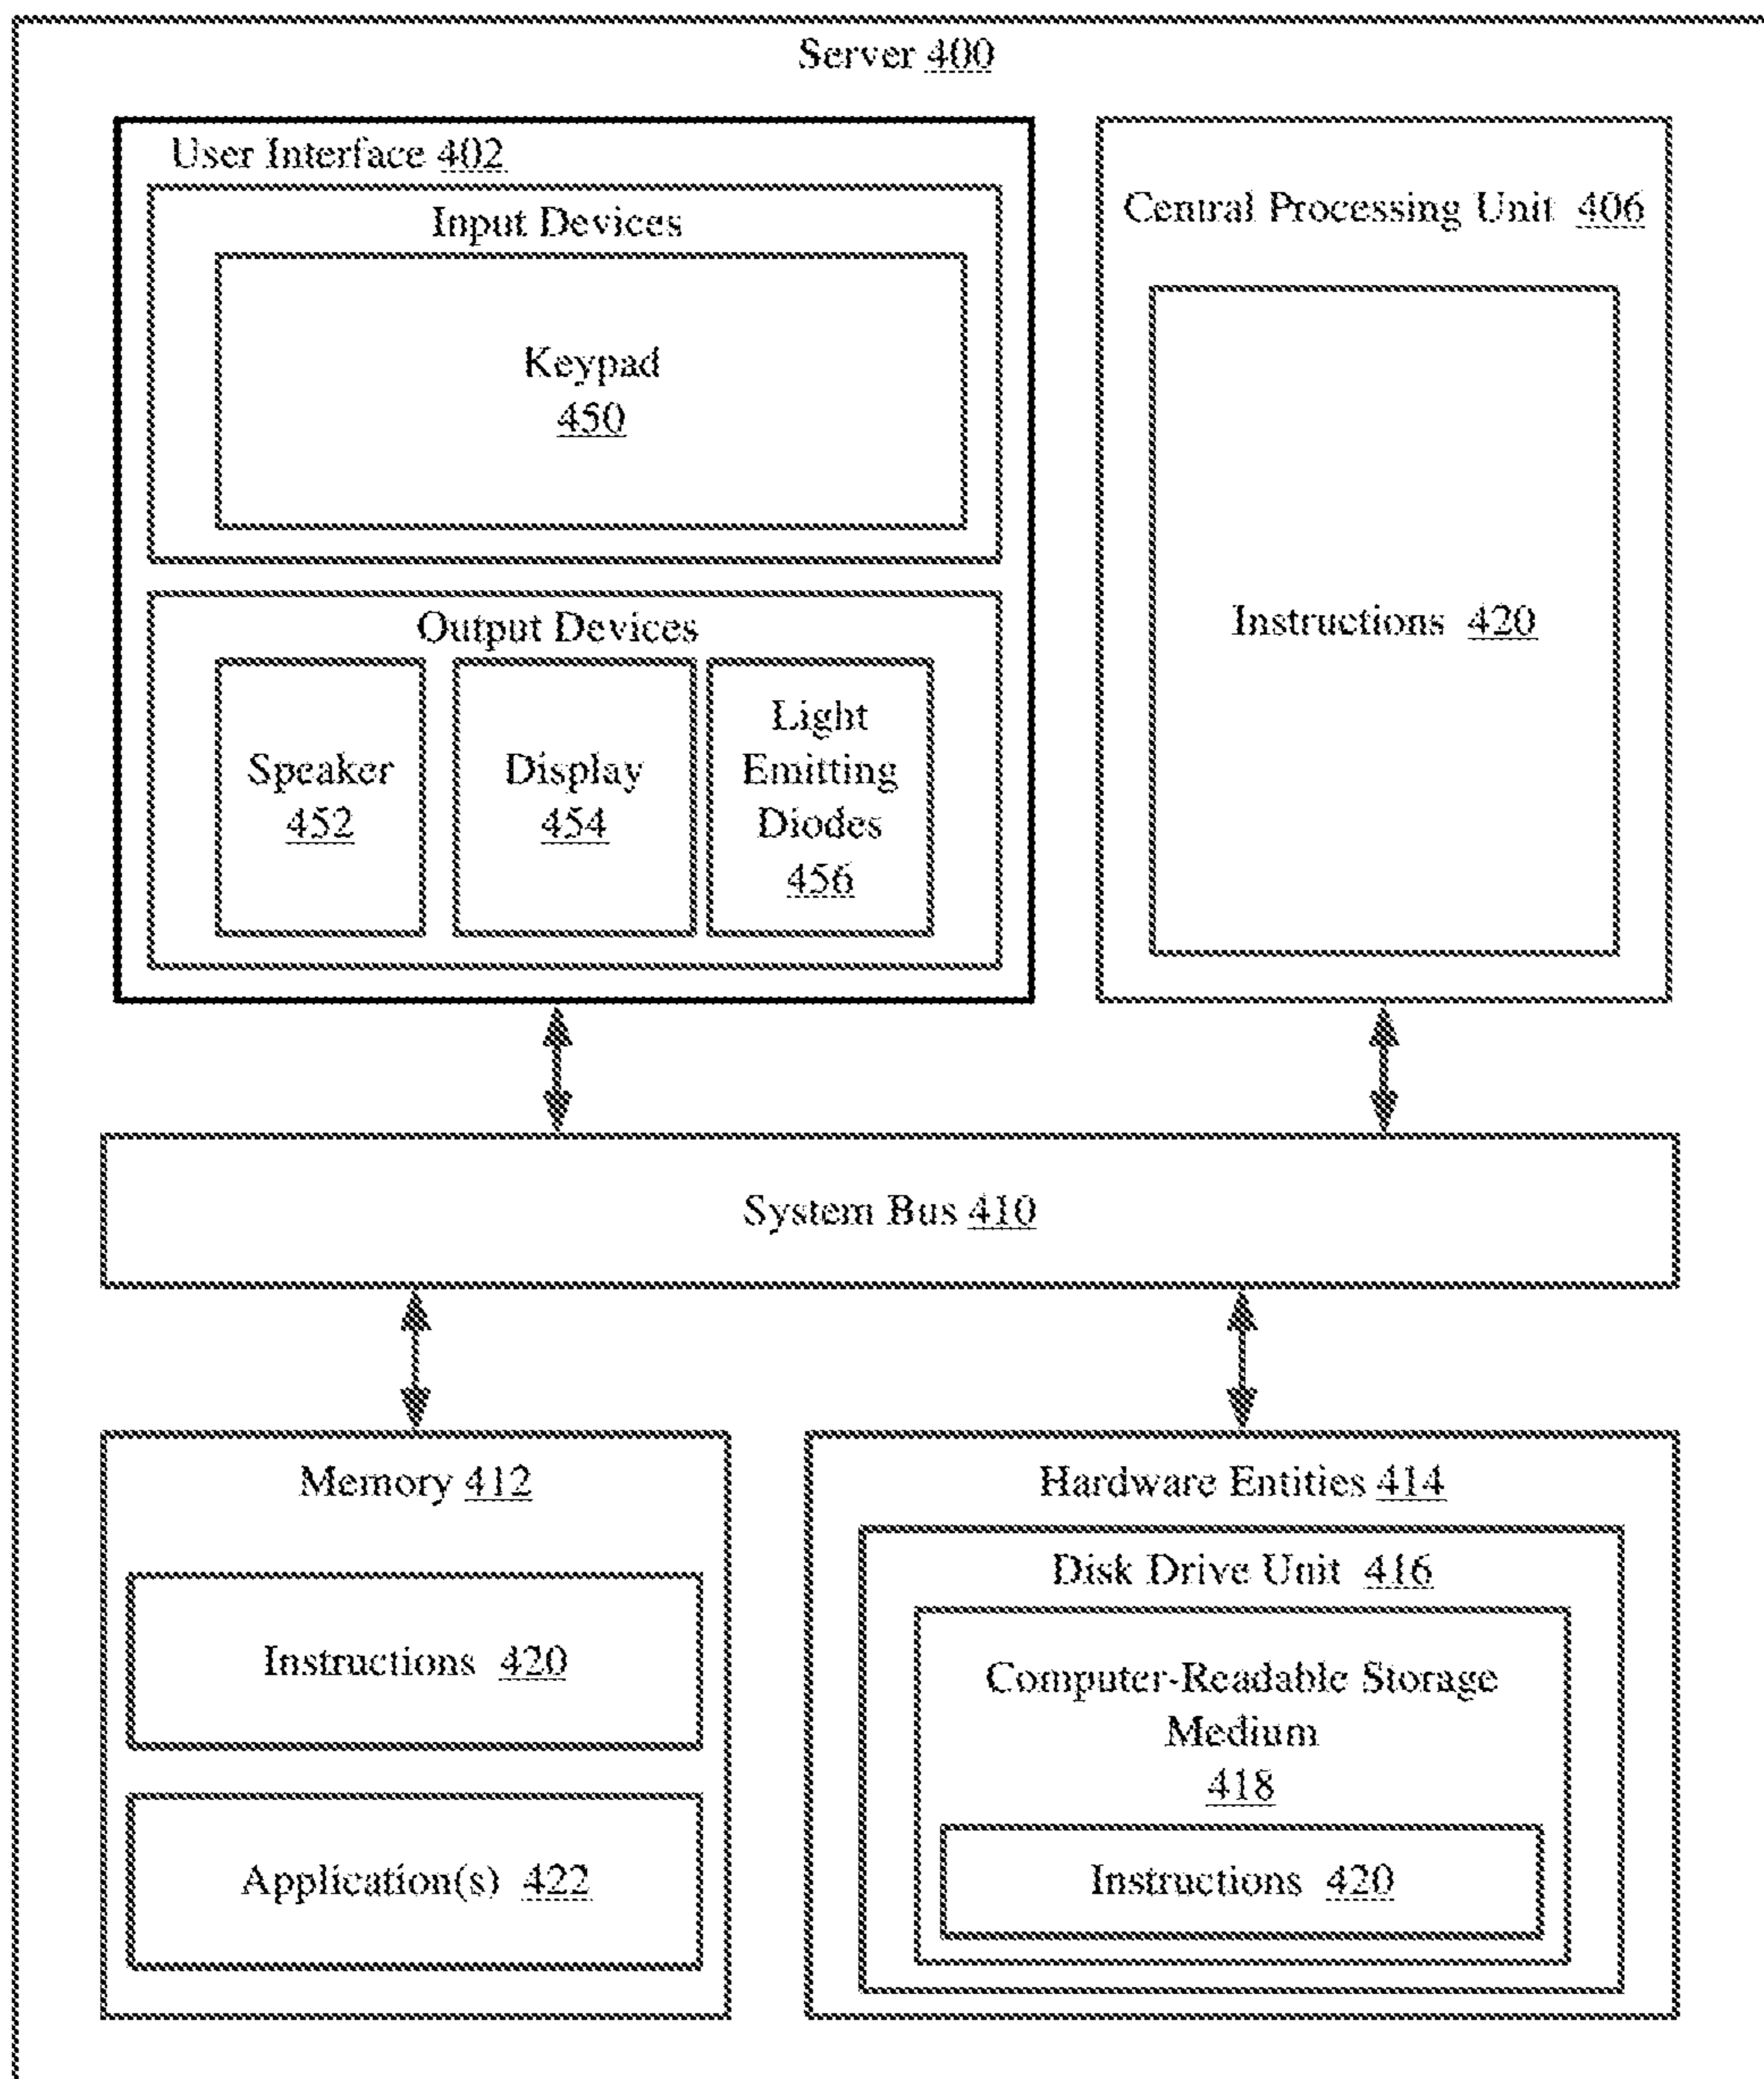 Server 400
User Interface 402
Input Devices
Keypad
450
Output Devices
Speaker
452
Display
454
Light
Emitting
Diodes
456
Central Processing Unit 406
Instructions 420
System Bus 410
Memory 412
Instructions 420
Application(s) 422
Hardware Entities 414
Disk Drive Unit 416
Computer-Readable Storage
Medium
418
Instructions 420